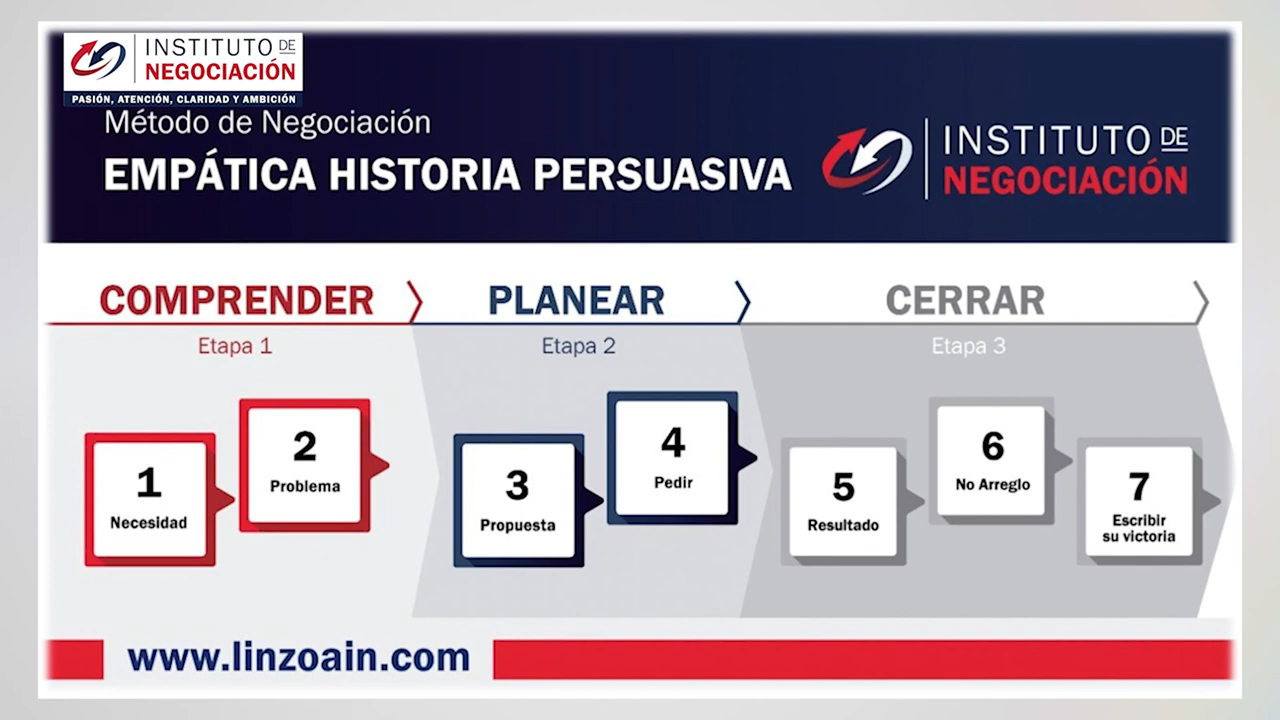 INSTITUTO DE
NEGOCIACIÓN
PASIÓN, ATENCIÓN, CLARIDAD Y AMBICIÓN
Método de Negociación
EMPÁTICA HISTORIA PERSUASIVA
INSTITUTO DE
NEGOCIACIÓN
COMPRENDER
Etapa 1
PLANEAR
Etapa 2
CERRAR
Etapa 3
1
Necesidad
2
Problema
3
Propuesta
4
Pedir
5
Resultado
6
No Arreglo
7
Escribir
su victoria
www.linzoain.com